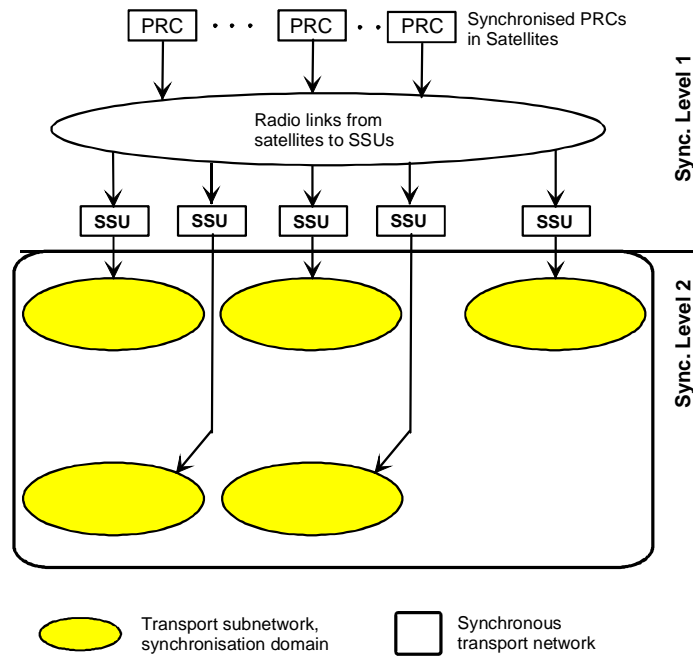 PRC . . . PRC . . PRC Synchronised PRCs
in Satellites
Radio links from
satellites to SSUs
Sync. Level 1
SSU SSU SSU SSU SSU
Sync. Level 2
Transport subnetwork,
synchronisation domain
Synchronous
transport network